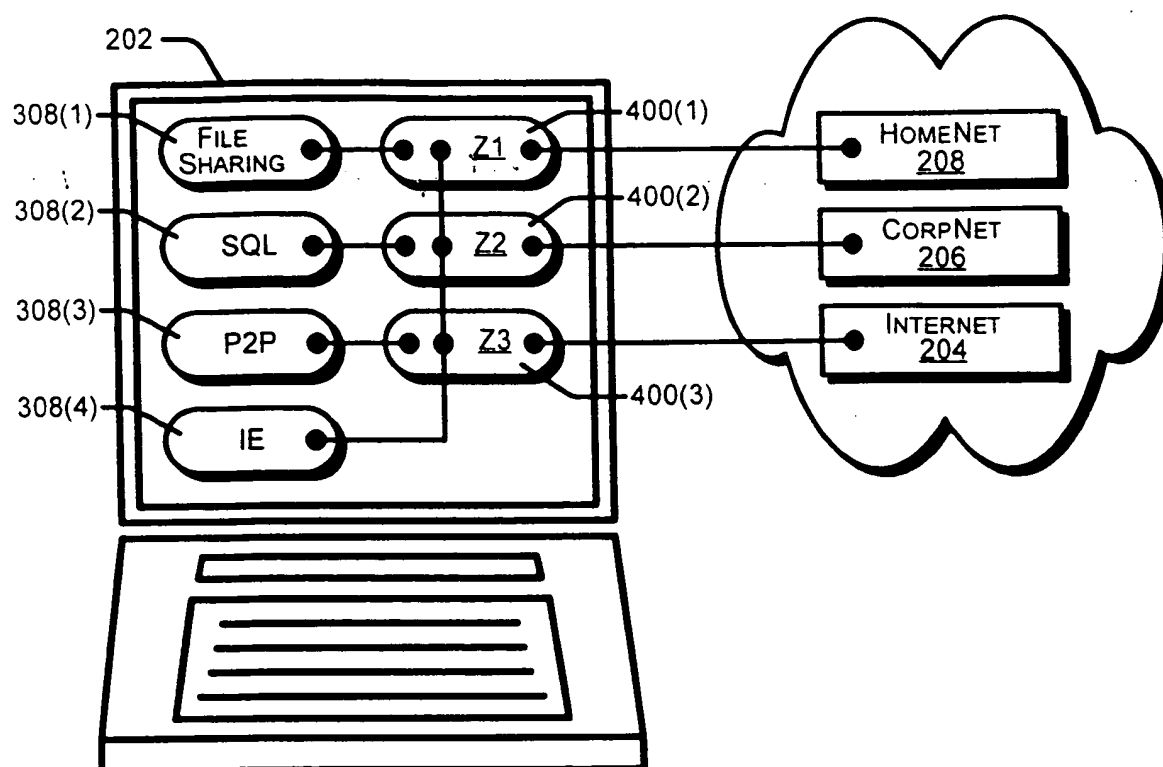 202
308(1)
FILE
SHARING
Z1
400(1)
HOMENET
208
308(2)
SQL
Z2
400(2)
CORPNET
206
308(3)
P2P
Z3
400(3)
INTERNET
204
308(4)
IE